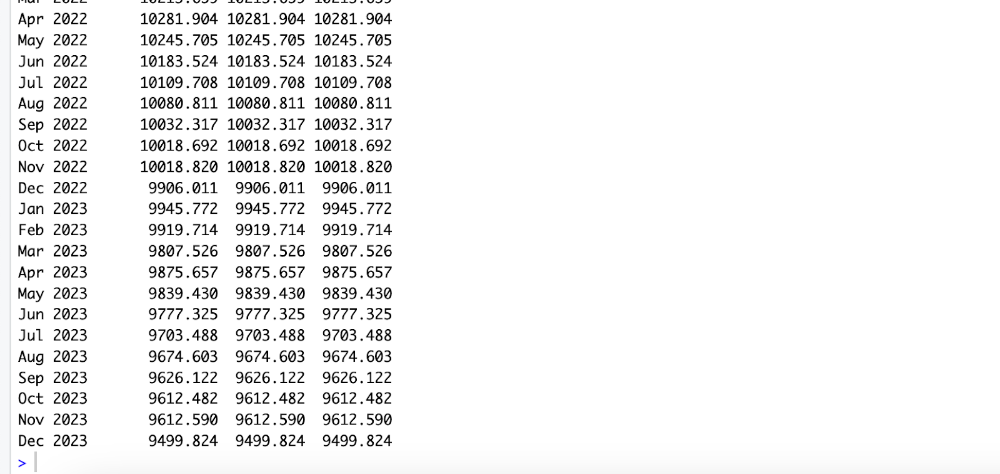 Apr 2022 10281.904 10281.904 10281.904
May 2022 10245.705 10245.705 10245.705
Jun 2022 10183.524 10183.524 10183.524
Jul 2022 10109.708 10109.708 10109.708
Aug 2022 10080.811 10080.811 10080.811
Sep 2022 10032.317 10032.317 10032.317
Oct 2022 10018.692 10018.692 10018.692
Nov 2022 10018.820 10018.820 10018.820
Dec 2022 9906.011 9906.011 9906.011
Jan 2023 9945.772 9945.772 9945.772
Feb 2023 9919.714 9919.714 9919.714
Mar 2023 9807.526 9807.526 9807.526
Apr 2023 9875.657 9875.657 9875.657
May 2023 9839.430 9839.430 9839.430
Jun 2023 9777.325 9777.325 9777.325
Jul 2023 9703.488 9703.488 9703.488
Aug 2023 9674.603 9674.603 9674.603
Sep 2023 9626.122 9626.122 9626.122
Oct 2023 9612.482 9612.482 9612.482
Nov 2023 9612.590 9612.590 9612.590
Dec 2023 9499.824 9499.824 9499.824
>